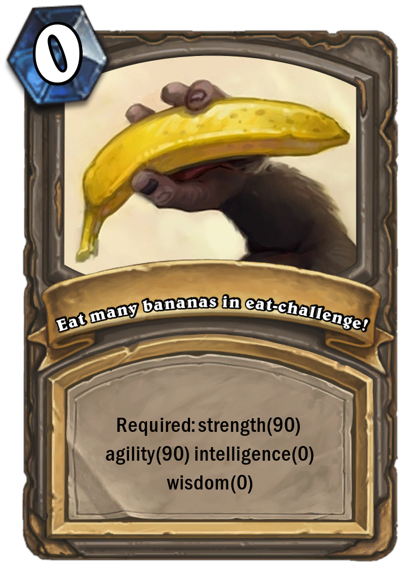 0
Eat many bananas in eat-challenge!
Required: strength(90)
agility(90) intelligence(0)
wisdom(0)